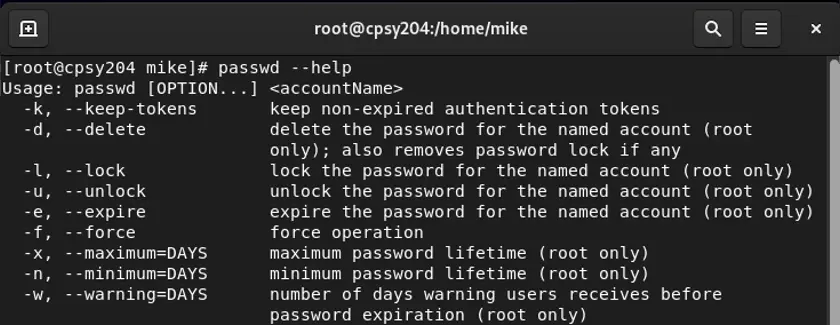 root@cpsy204:/home/mike
[root@cpsy204 mike]# passwd --help
Usage: passwd [OPTION...] <accountName>
  -k, --keep-tokens       keep non-expired authentication tokens
  -d, --delete            delete the password for the named account (root
                          only); also removes password lock if any
  -l, --lock              lock the password for the named account (root only)
  -u, --unlock            unlock the password for the named account (root only)
  -e, --expire            expire the password for the named account (root only)
  -f, --force             force operation
  -x, --maximum=DAYS      maximum password lifetime (root only)
  -n, --minimum=DAYS      minimum password lifetime (root only)
  -w, --warning=DAYS      number of days warning users receives before
                          password expiration (root only)